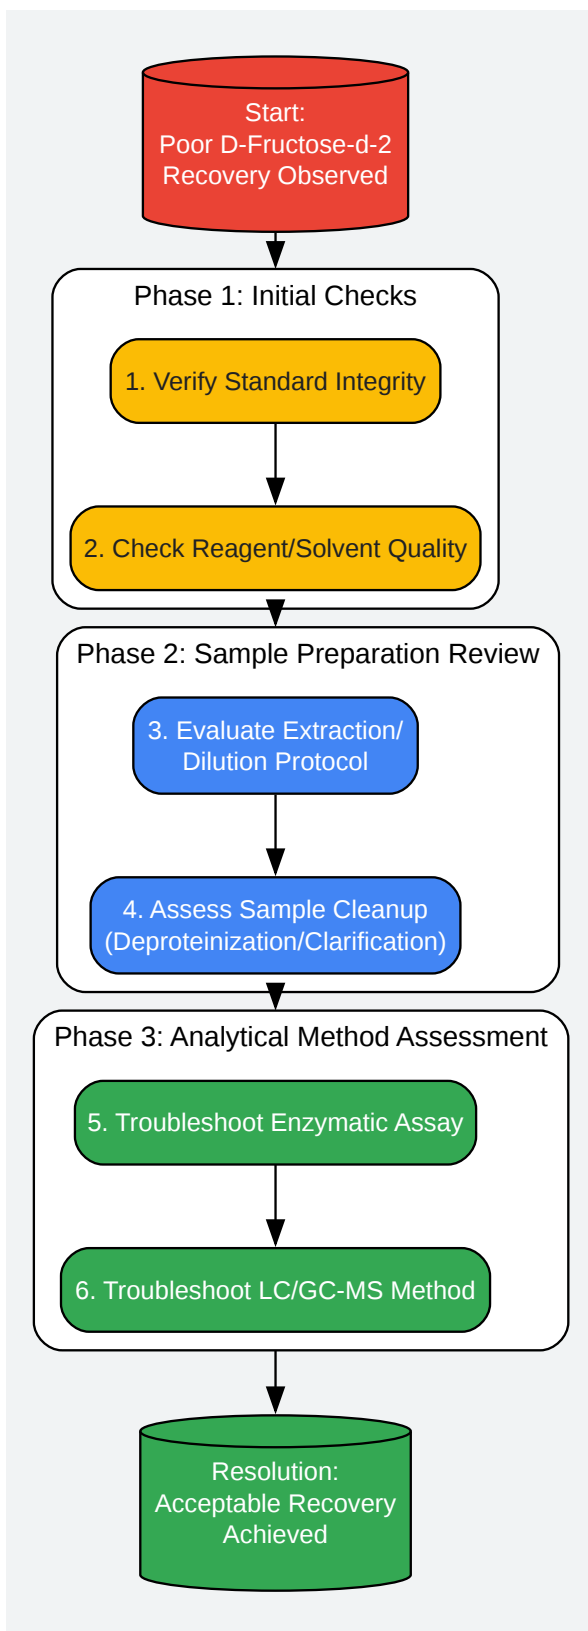 Start:
Poor D-Fructose-d-2
Recovery Observed
Phase 1: Initial Checks
1. Verify Standard Integrity
2. Check Reagent/Solvent Quality
Phase 2: Sample Preparation Review
3. Evaluate Extraction/
Dilution Protocol
4. Assess Sample Cleanup
(Deproteinization/Clarification)
Phase 3: Analytical Method Assessment
5. Troubleshoot Enzymatic Assay
6. Troubleshoot LC/GC-MS Method
Resolution:
Acceptable Recovery
Achieved